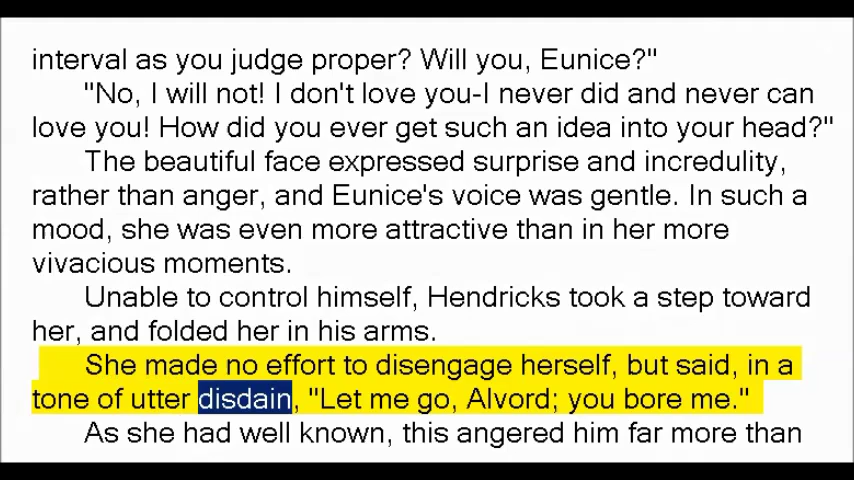 interval as you judge proper? Will you, Eunice?"
"No, I will not! I don't love you-I never did and never can
love you! How did you ever get such an idea into your head?"
The beautiful face expressed surprise and incredulity,
rather than anger, and Eunice's voice was gentle. In such a
mood, she was even more attractive than in her more
vivacious moments.
Unable to control himself, Hendricks took a step toward
her, and folded her in his arms.
She made no effort to disengage herself, but said, in a
tone of utter disdain, "Let me go, Alvord; you bore me."
As she had well known, this angered him far more than